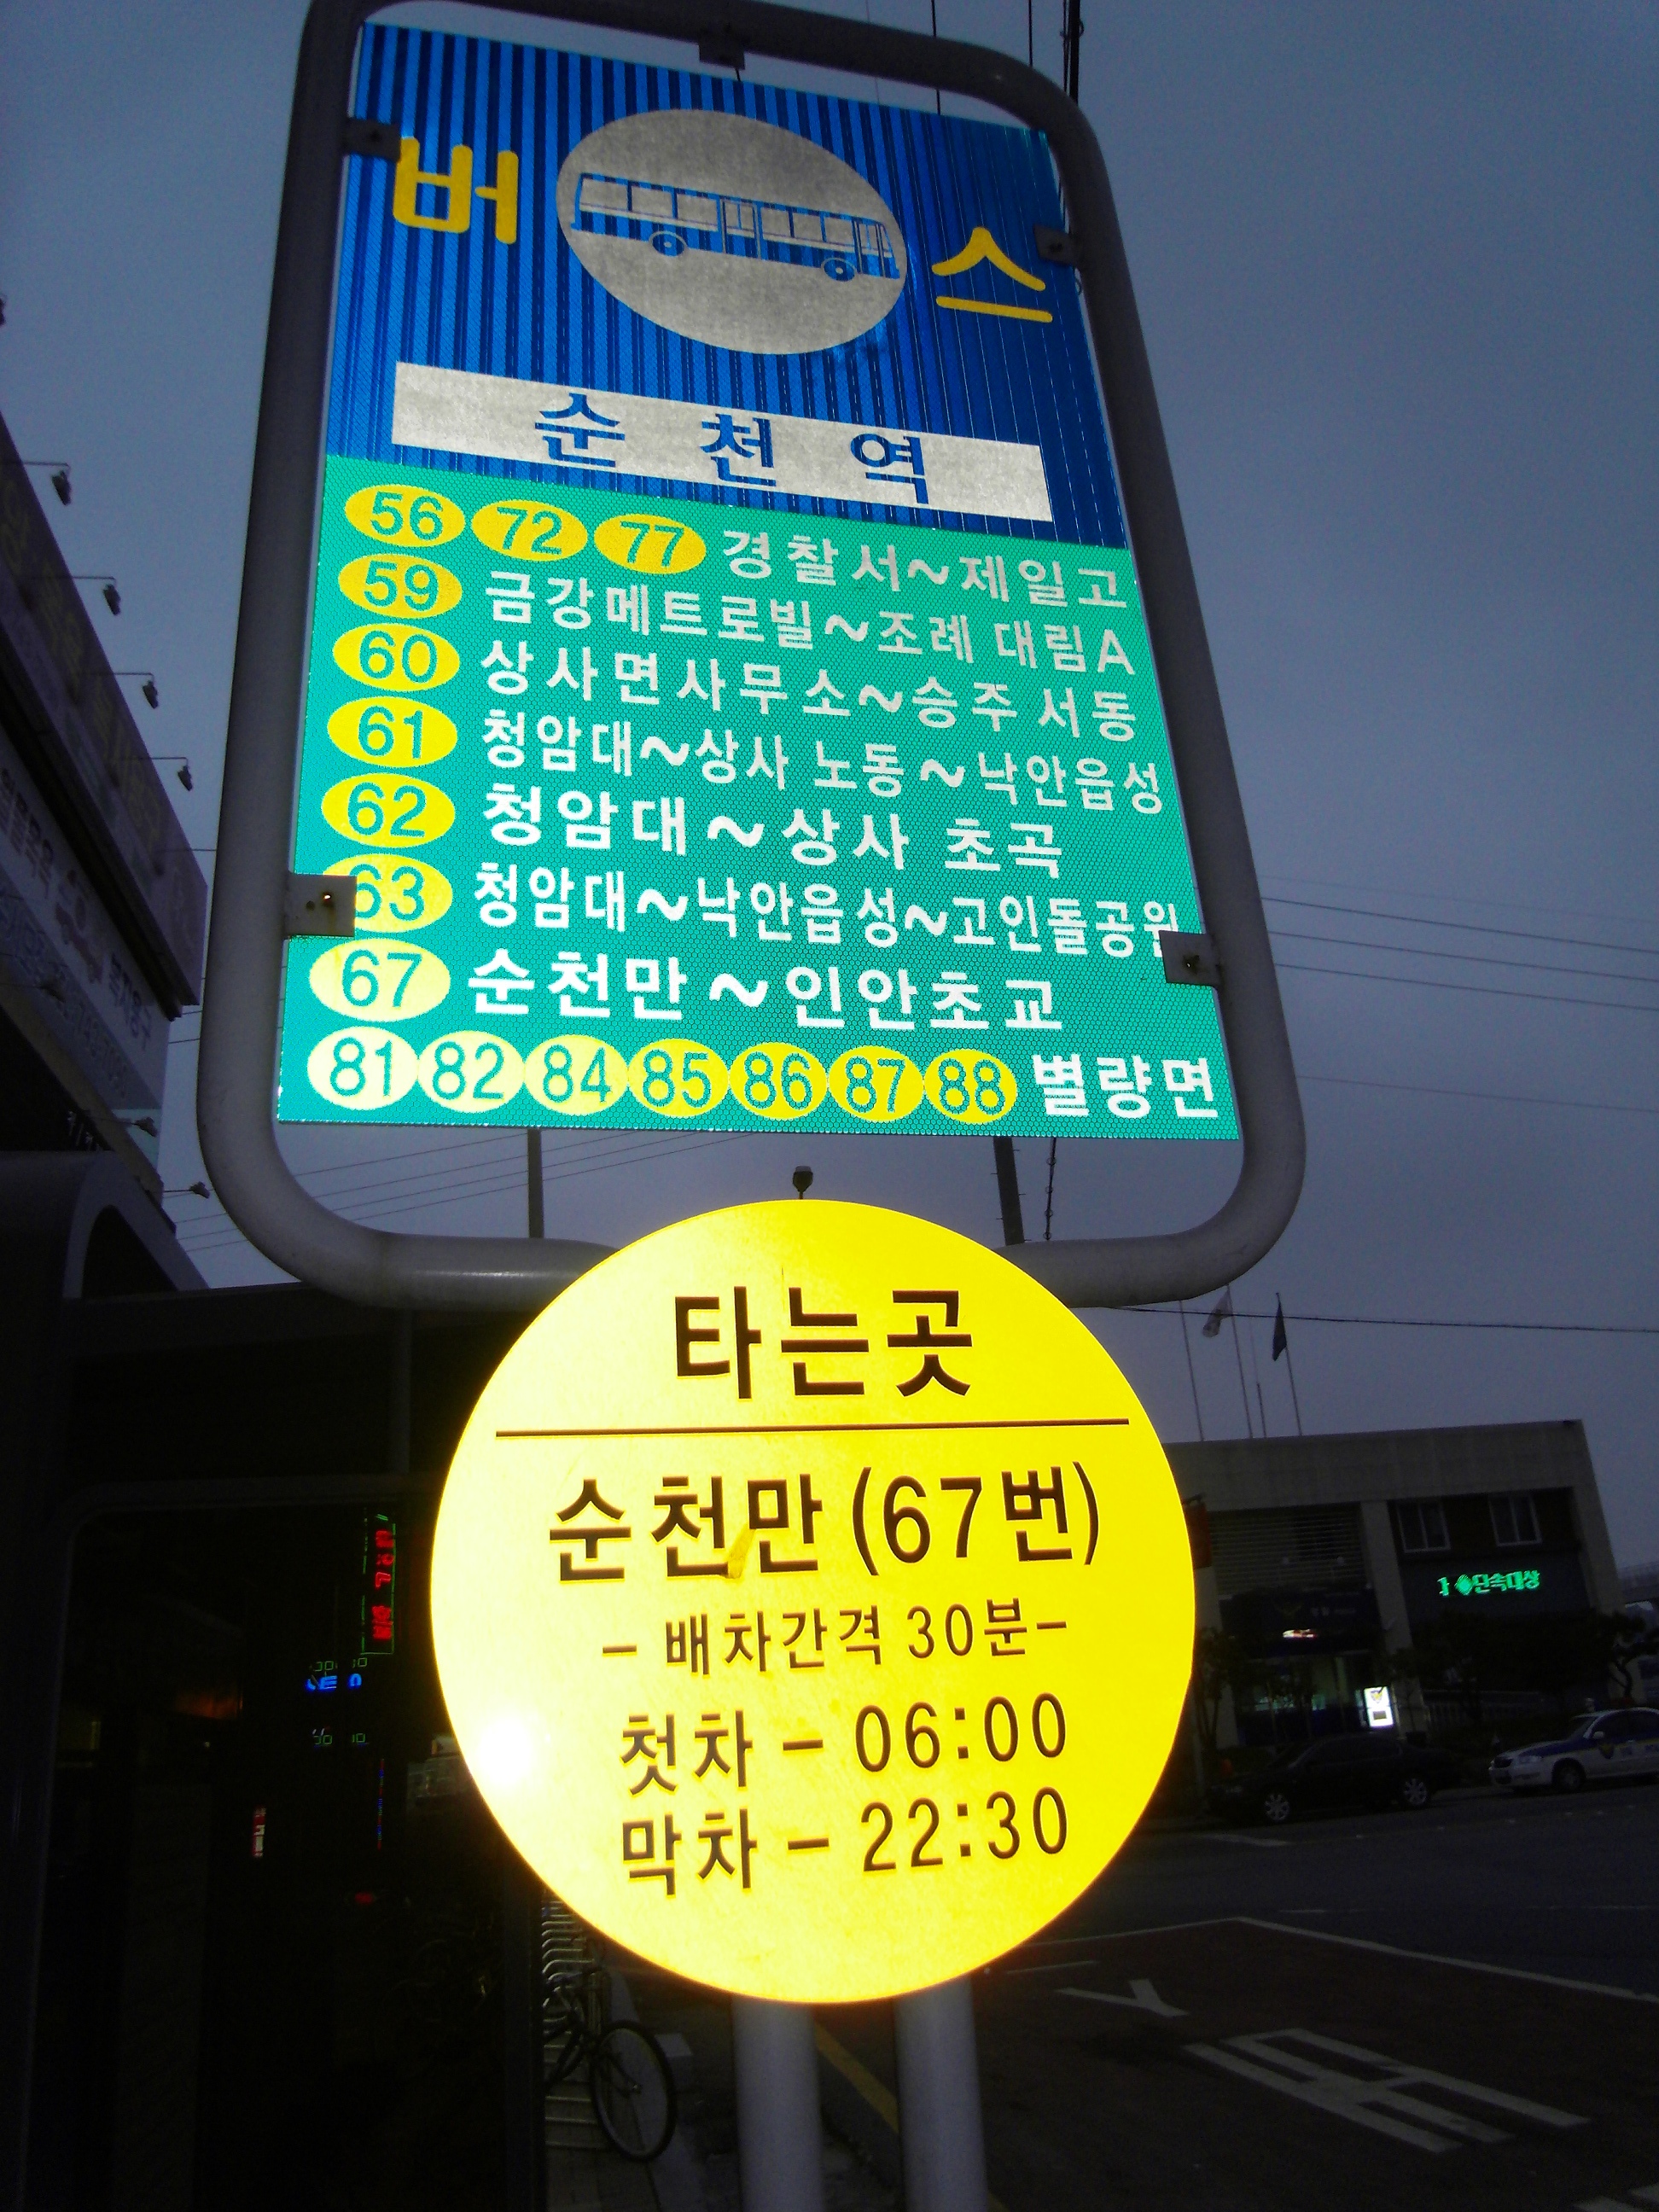 버스
순천역
56 72 77 경찰서~제일고
59 금강메트로빌~조례 대림A
60 상사면사무소~승주 서동
61 청암대~상사 노동~낙안읍성
62 청암대~상사 초곡
63 청암대~낙안읍성~고인돌공원
67 순천만~인안초교
81 82 84 85 86 87 88 별량면
타는곳
순천만(67번)
- 배차간격 30분-
첫차 - 06:00
막차 - 22:30
단속대상